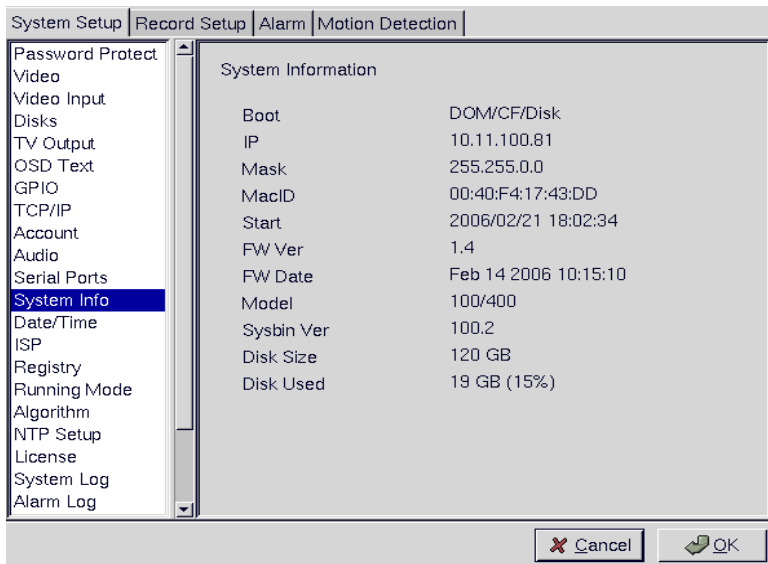 System Setup Record Setup Alarm Motion Detection
Password Protect
Video
Video Input
Disks
TV Output
OSD Text
GPIO
TCP/IP
Account
Audio
Serial Ports
System Info
Date/Time
ISP
Registry
Running Mode
Algorithm
NTP Setup
License
System Log
Alarm Log
System Information
Boot DOM/CF/Disk
IP 10.11.100.81
Mask 255.255.0.0
MacID 00:40:F4:17:43:DD
Start 2006/02/21 18:02:34
FW Ver 1.4
FW Date Feb 14 2006 10:15:10
Model 100/400
Sysbin Ver 100.2
Disk Size 120 GB
Disk Used 19 GB (15%)
Cancel OK